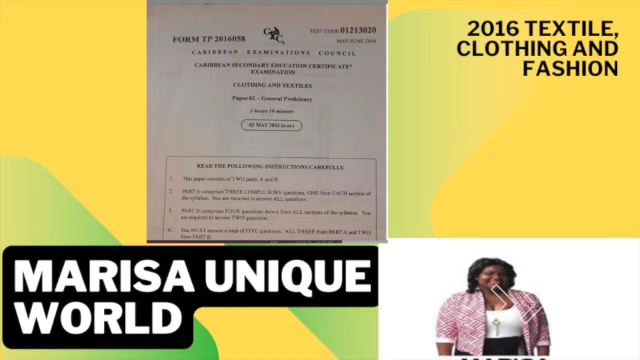 FORM TP 2016058
TEST CODE 01213020
MAY/JUNE 2016
CARIBBEAN EXAMINATIONS COUNCIL
CARIBBEAN SECONDARY EDUCATION CERTIFICATE®
EXAMINATION
CLOTHING AND TEXTILES
Paper 02 – General Proficiency
2 hours 10 minutes
03 MAY 2016 (a.m.)
READ THE FOLLOWING INSTRUCTIONS CAREFULLY.
1. This paper consists of TWO parts: A and B.
2. PART A comprises THREE COMPULSORY questions, ONE from EACH section of
the syllabus. You are required to answer ALL questions.
3. PART B comprises FOUR questions drawn from ALL sections of the syllabus. You
are required to answer TWO questions.
4. You MUST answer a total of FIVE questions: ALL THREE from PART A and TWO
from PART B.
2016 TEXTILE,
CLOTHING AND
FASHION
MARISA UNIQUE
WORLD